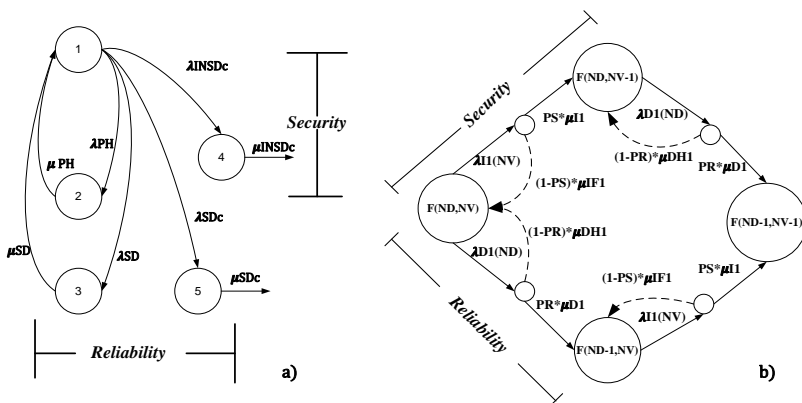 1
λINSDc
Security
4
μINSDc
λPH
μ PH
2
λSDc
μSD
λSD
3
5
μSDc
Reliability
a)
Security
F(ND,NV-1)
PS*μI1
λD1(ND)
λI1(NV)
(1-PR)*μDH1
PR*μD1
(1-PS)*μIF1
F(ND,NV)
F(ND-1,NV-1)
(1-PR)*μDH1
λD1(ND)
(1-PS)*μIF1
PS*μI1
PR*μD1
λI1(NV)
F(ND-1,NV)
Reliability
b)